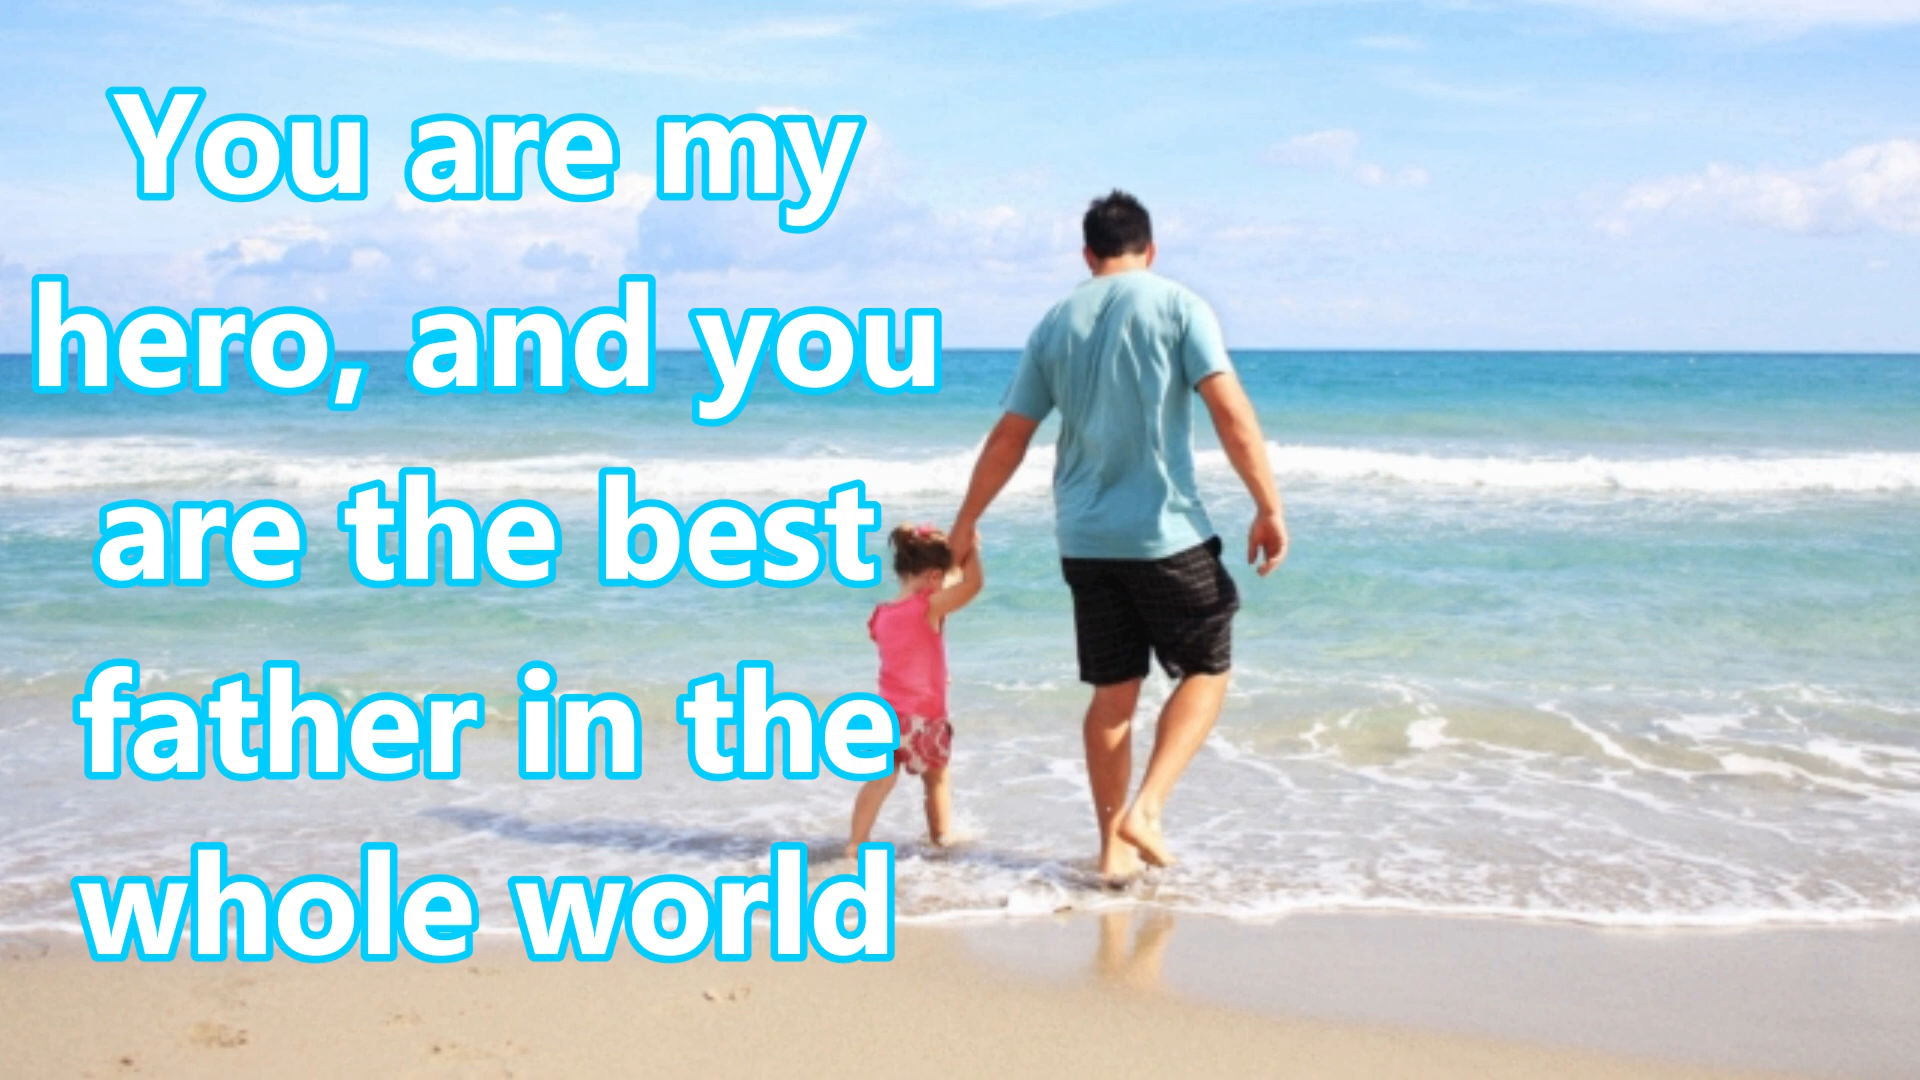 You are my
hero, and you
are the best
father in the
whole world